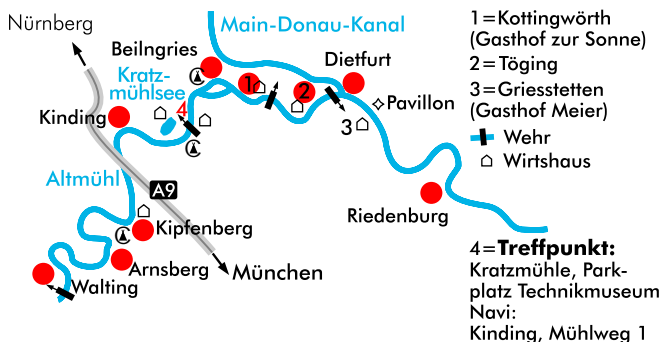 Nürnberg
Main-Donau-Kanal
Beilngries
Dietfurt
Kratz-
mühlsee
1
2
4
Pavillon
Kinding
3
Altmühl
A9
Riedenburg
Kipfenberg
Arnsberg
München
Walting
1=Kottingwörth
(Gasthof zur Sonne)
2=Töging
3=Griesstetten
(Gasthof Meier)
Wehr
Wirtshaus
4=Treffpunkt:
Kratzmühle, Park-
platz Technikmuseum
Navi:
Kinding, Mühlweg 1